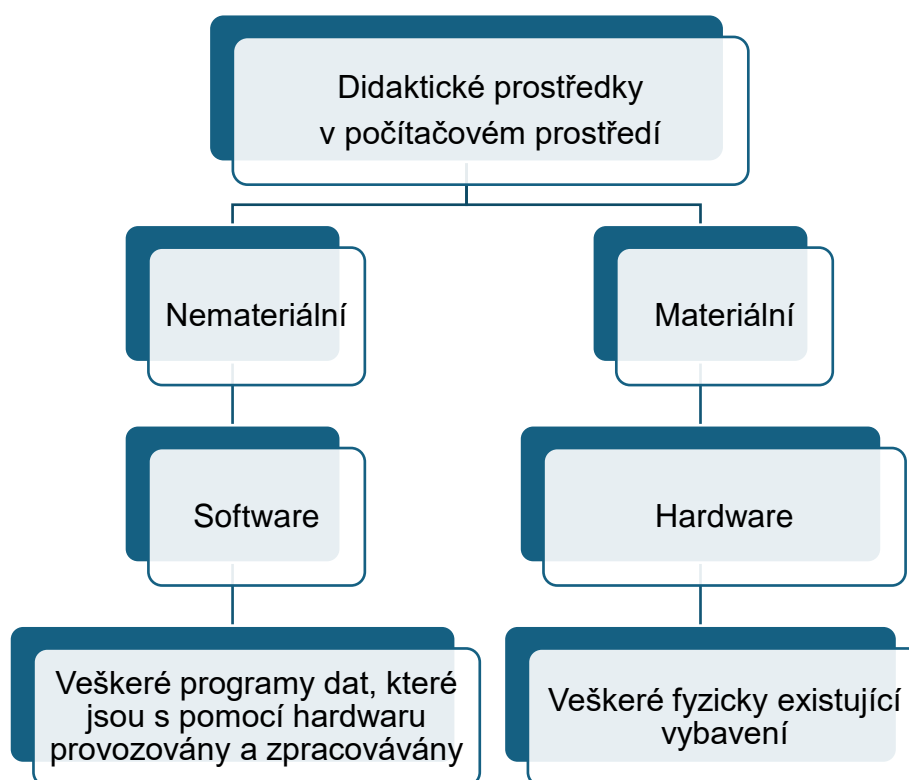 Didaktické prostředky
v počítačovém prostředí
Nemateriální
Materiální
Software
Hardware
Veškeré programy dat, které
jsou s pomocí hardwaru
provozovány a zpracovávány
Veškeré fyzicky existující
vybavení